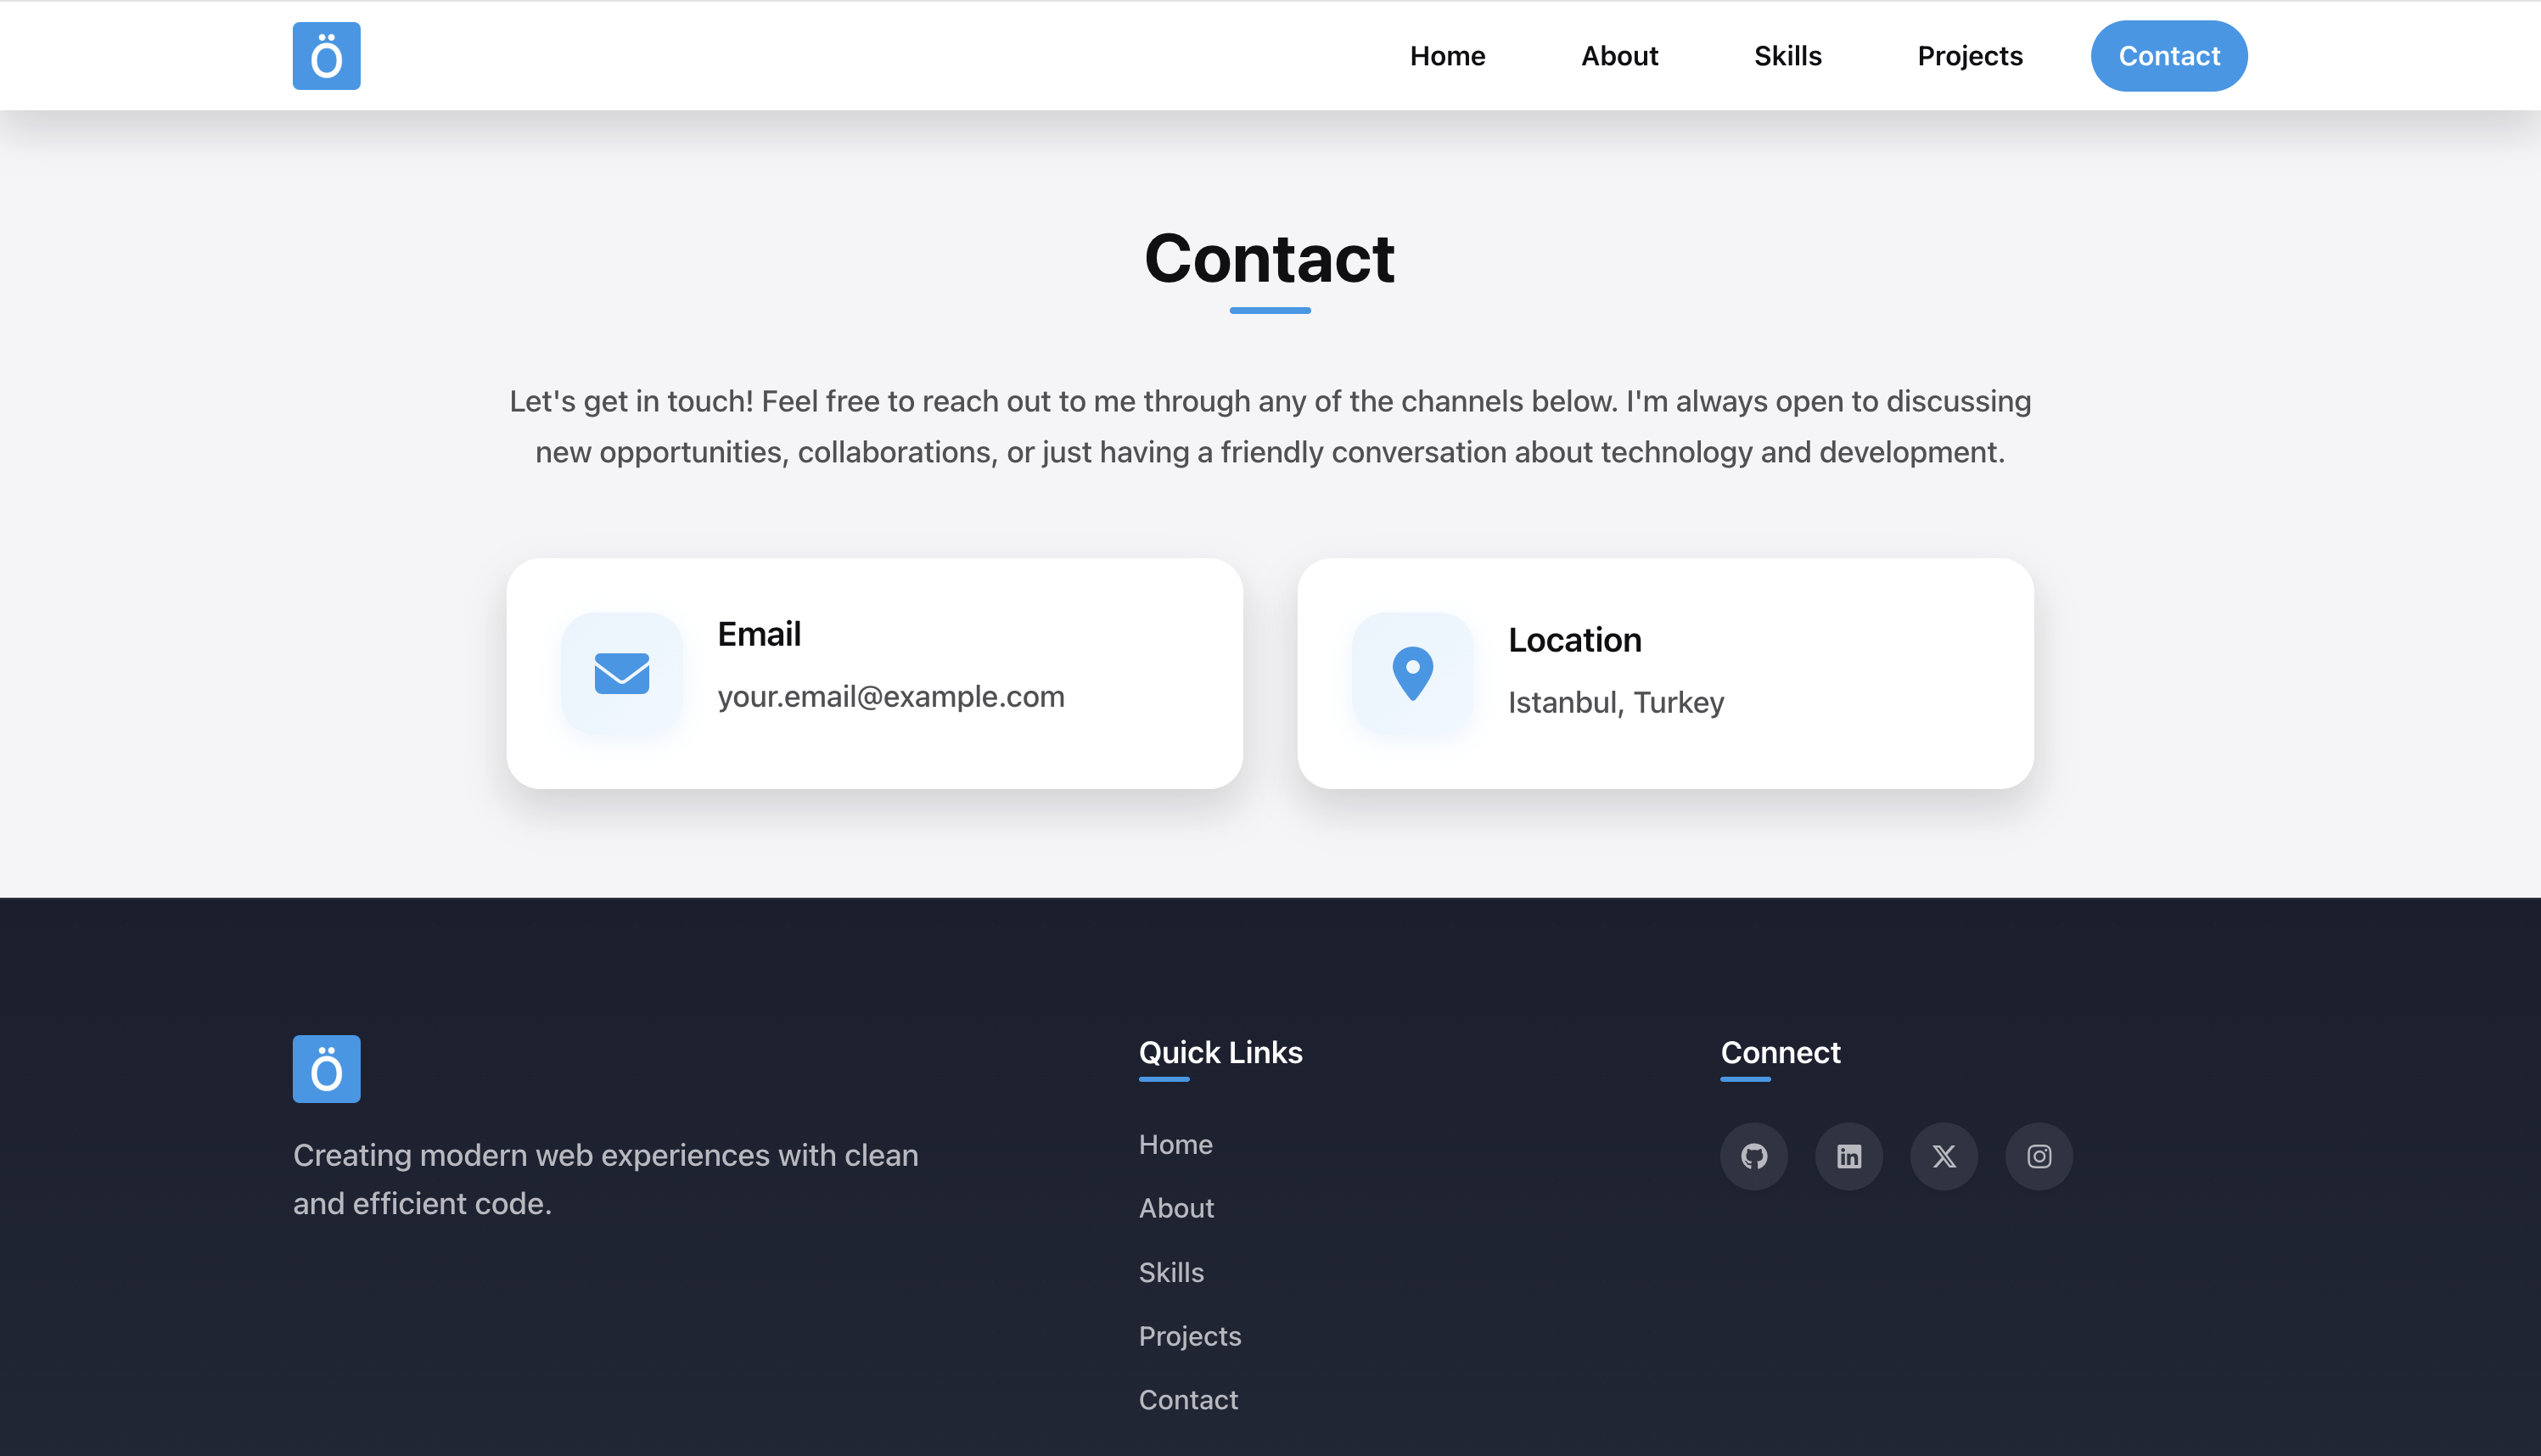 Ö
Home
About
Skills
Projects
Contact
Contact
Let's get in touch! Feel free to reach out to me through any of the channels below. I'm always open to discussing
new opportunities, collaborations, or just having a friendly conversation about technology and development.
Email
your.email@example.com
Location
Istanbul, Turkey
Ö
Creating modern web experiences with clean
and efficient code.
Quick Links
Home
About
Skills
Projects
Contact
Connect
in
X